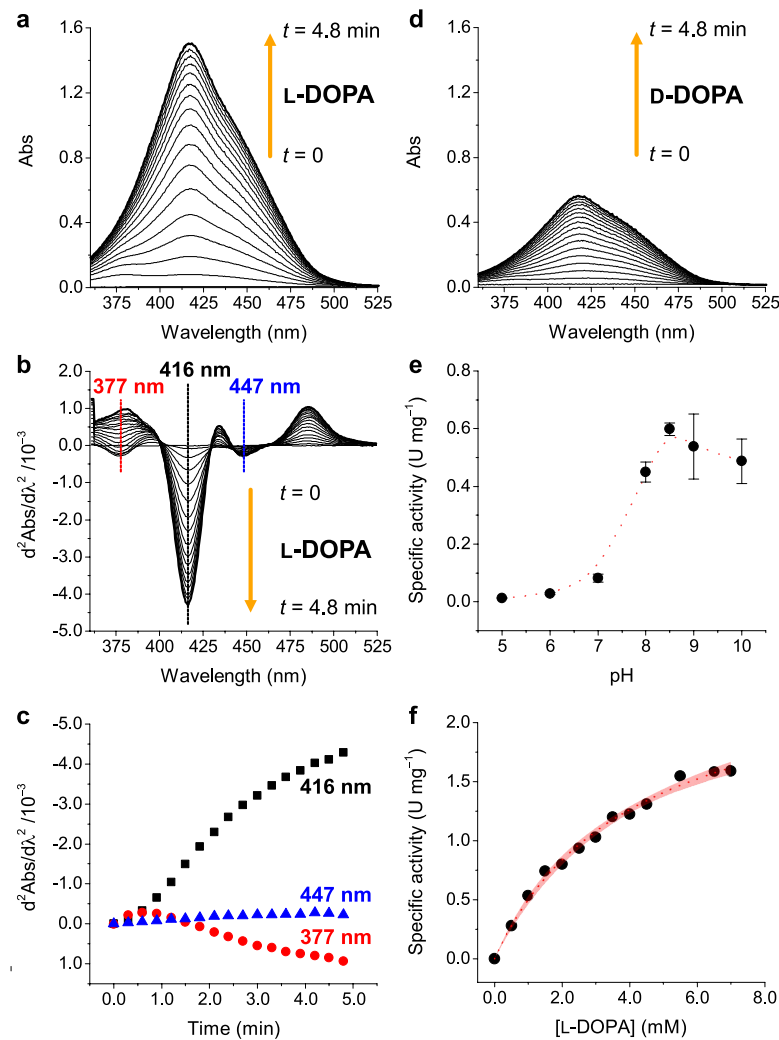 a
1.6
1.2
0.8
0.4
0.0
Abs
t = 4.8 min
L-DOPA
t = 0
375 400 425 450 475 500 525
Wavelength (nm)
d
1.6
1.2
0.8
0.4
0.0
Abs
t = 4.8 min
D-DOPA
t = 0
375 400 425 450 475 500 525
Wavelength (nm)
b
2.0
1.0
0.0
-1.0
-2.0
-3.0
-4.0
-5.0
d²Abs/dλ² /10⁻³
416 nm
377 nm
447 nm
t = 0
L-DOPA
t = 4.8 min
375 400 425 450 475 500 525
Wavelength (nm)
e
0.8
0.6
0.4
0.2
0.0
Specific activity (U mg⁻¹)
5 6 7 8 9 10
pH
c
-5.0
-4.0
-3.0
-2.0
-1.0
0.0
1.0
d²Abs/dλ² /10⁻³
416 nm
447 nm
377 nm
0.0 1.0 2.0 3.0 4.0 5.0
Time (min)
f
2.0
1.5
1.0
0.5
0.0
Specific activity (U mg⁻¹)
0.0 2.0 4.0 6.0 8.0
[L-DOPA] (mM)